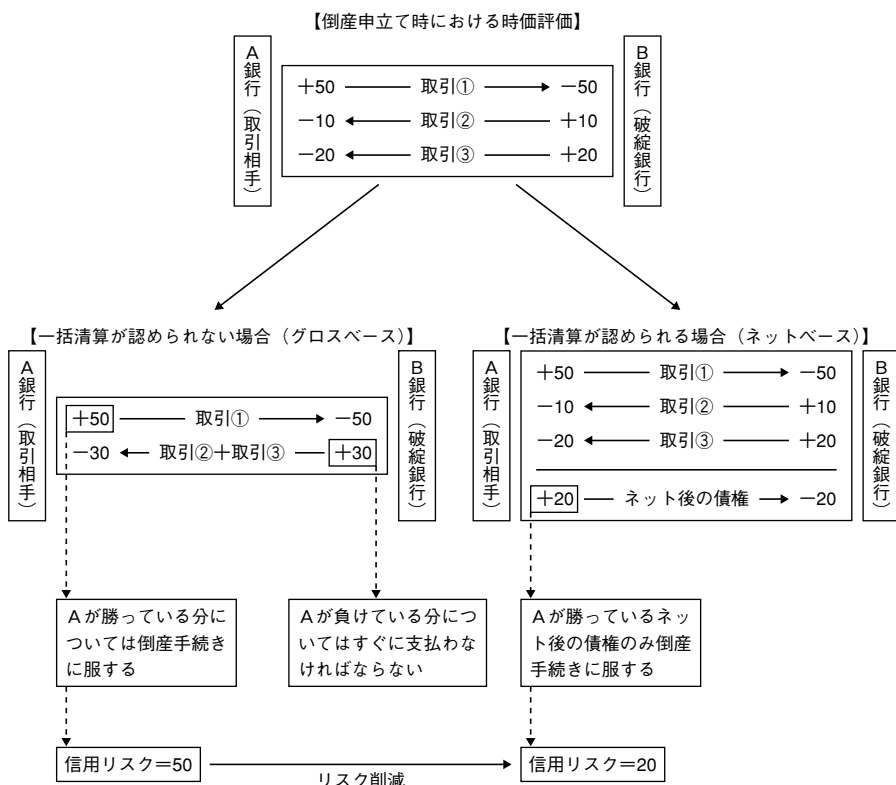 【倒産申立て時における時価評価】
A銀行（取引相手）
B銀行（破綻銀行）
＋50 取引① －50
－10 取引② ＋10
－20 取引③ ＋20
【一括清算が認められない場合（グロスベース）】
A銀行（取引相手）
B銀行（破綻銀行）
＋50 取引① －50
－30 取引②＋取引③ ＋30
Aが勝っている分に
ついては倒産手続き
に服する
Aが負けている分につ
いてはすぐに支払わな
ければならない
信用リスク＝50
リスク削減
【一括清算が認められる場合（ネットベース）】
A銀行（取引相手）
B銀行（破綻銀行）
＋50 取引① －50
－10 取引② ＋10
－20 取引③ ＋20
＋20 ネット後の債権 －20
Aが勝っているネッ
ト後の債権のみ倒産
手続きに服する
信用リスク＝20